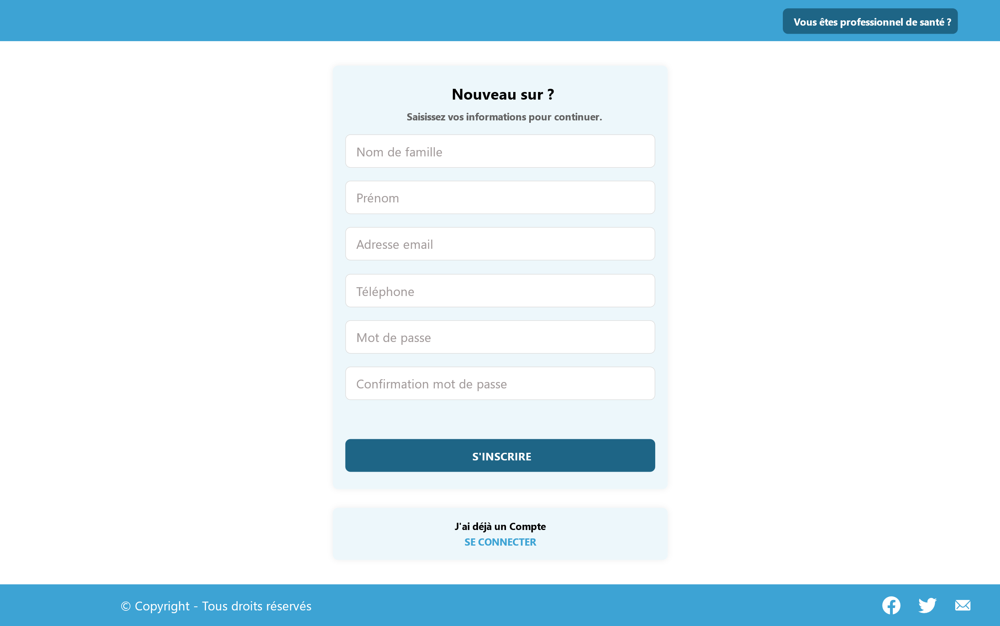 Vous êtes professionnel de santé ?
Nouveau sur ?
Saisissez vos informations pour continuer.
Nom de famille
Prénom
Adresse email
Téléphone
Mot de passe
Confirmation mot de passe
S'INSCRIRE
J'ai déjà un Compte
SE CONNECTER
© Copyright - Tous droits réservés